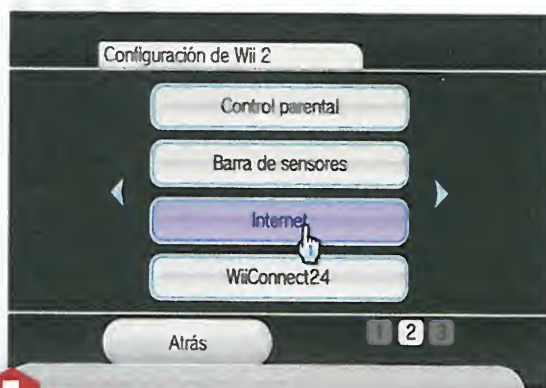 Configuración de Wii 2
Control parental
Barra de sensores
Internet
WiiConnect24
Atrás
1 2 3